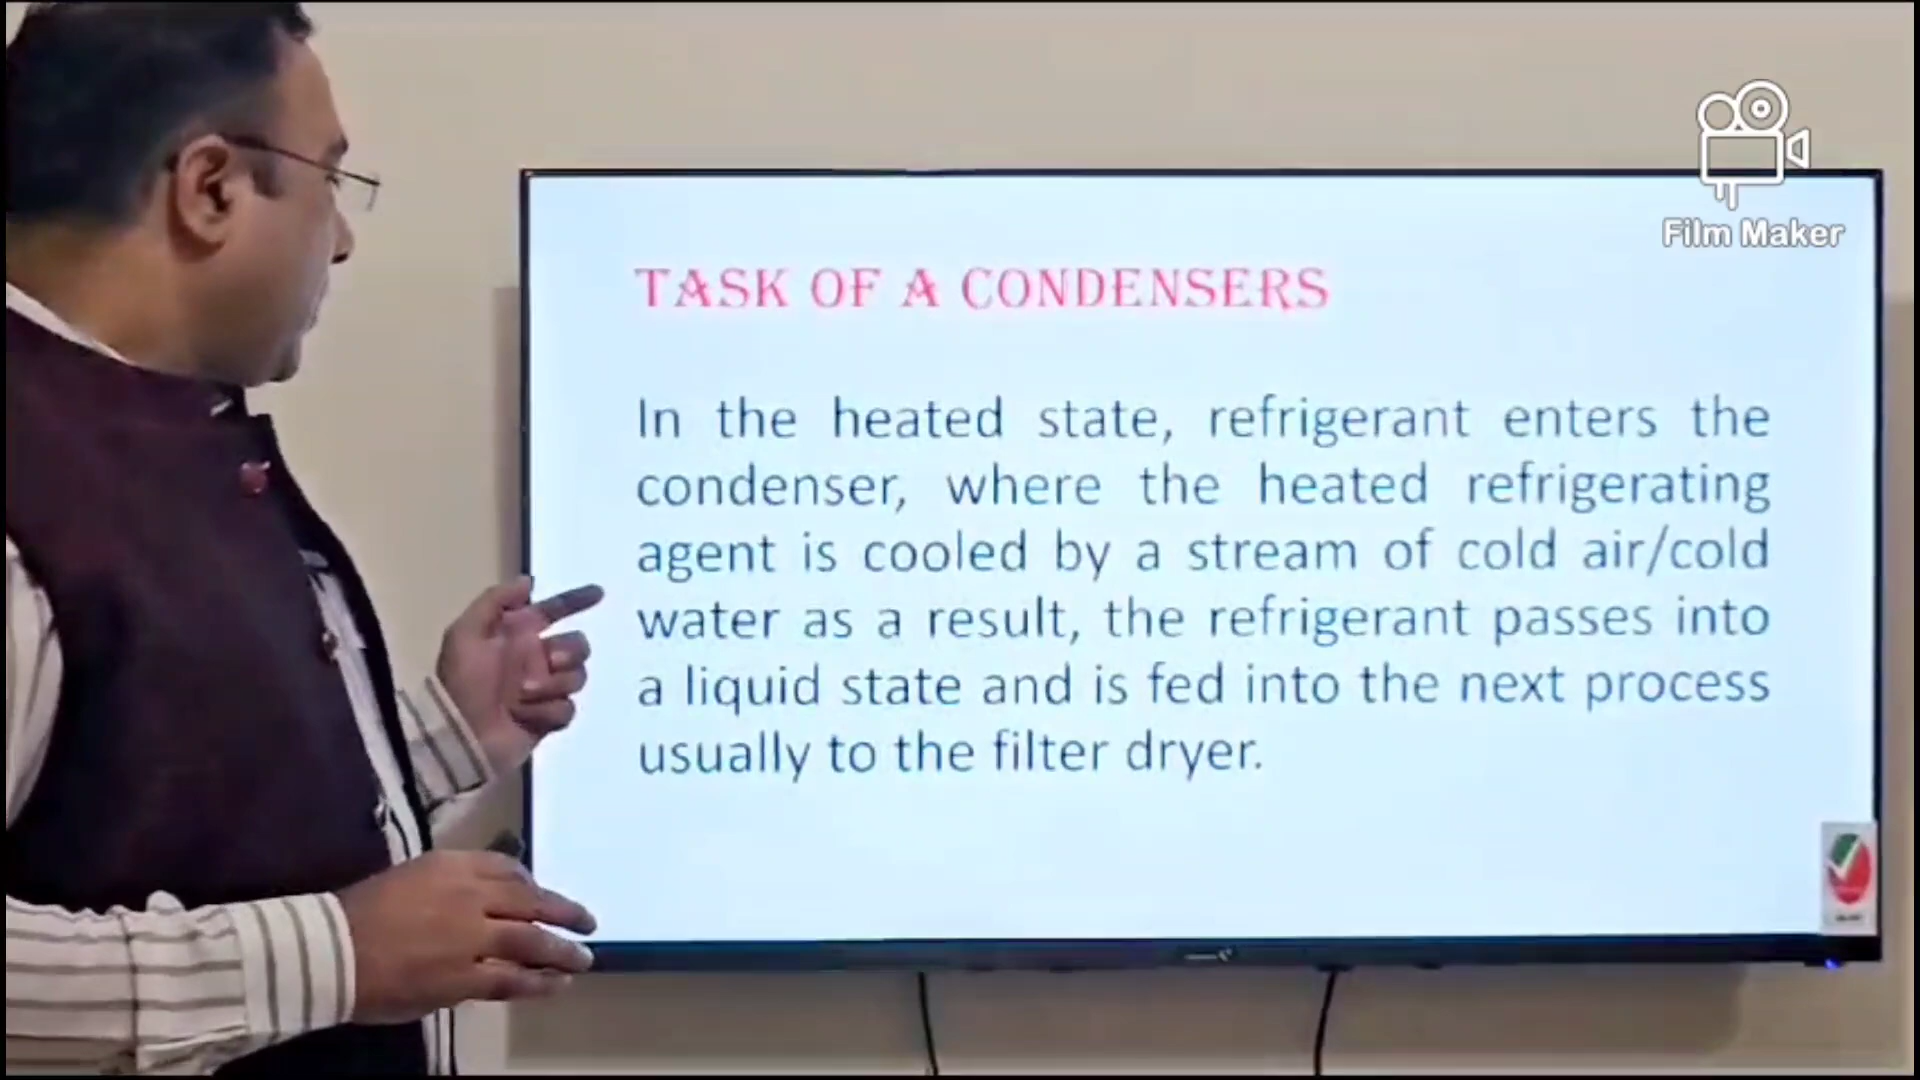 Film Maker
TASK OF A CONDENSERS
In the heated state, refrigerant enters the
condenser, where the heated refrigerating
agent is cooled by a stream of cold air/cold
water as a result, the refrigerant passes into
a liquid state and is fed into the next process
usually to the filter dryer.